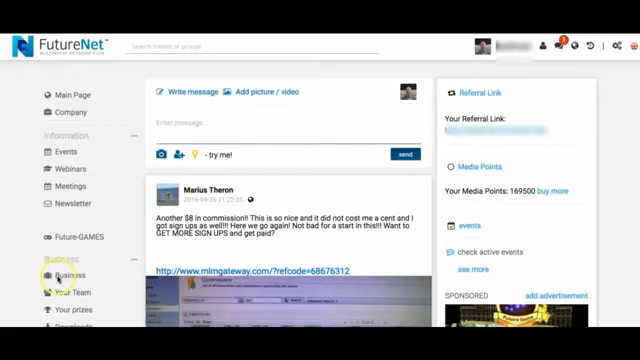 FutureNet™
MULTIMEDIA NETWORK CLUB
Search friends or groups
3
Main Page
Company
Information
Events
Webinars
Meetings
Newsletter
Future-GAMES
Business
Business
Your Team
Your prizes
Downloads
Write message
Add picture / video
Enter message...
- try me!
send
Marius Theron
2016-04-26 21:22:35
Another $8 in commission!! This is so nice and it did not cost me a cent and I
got sign ups as well!!! Here we go again! Not bad for a start in this!!! Want to
GET MORE SIGN UPS and get paid?
http://www.mlmgateway.com/?refcode=68676312
Referral Link
Your Referral Link:
Media Points
Your Media Points: 169500 buy more
events
check active events
see more
SPONSORED
add advertisement